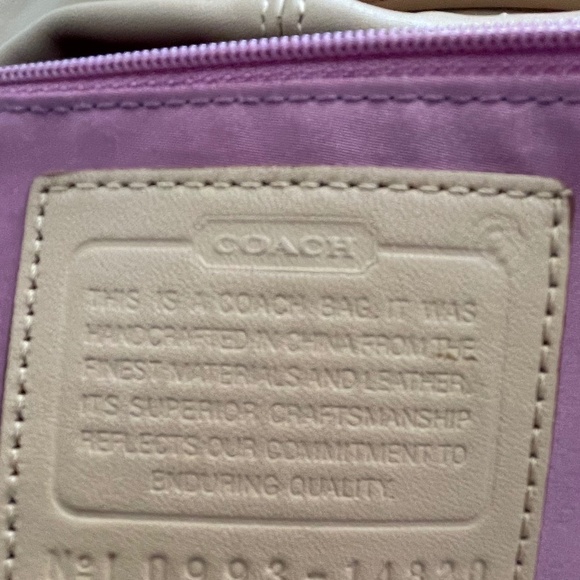 COACH
THIS IS A COACH BAG. IT WAS
HANDCRAFTED IN CHINA FROM THE
FINEST MATERIALS AND LEATHER.
ITS SUPERIOR CRAFTSMANSHIP
REFLECTS OUR COMMITMENT TO
ENDURING QUALITY.